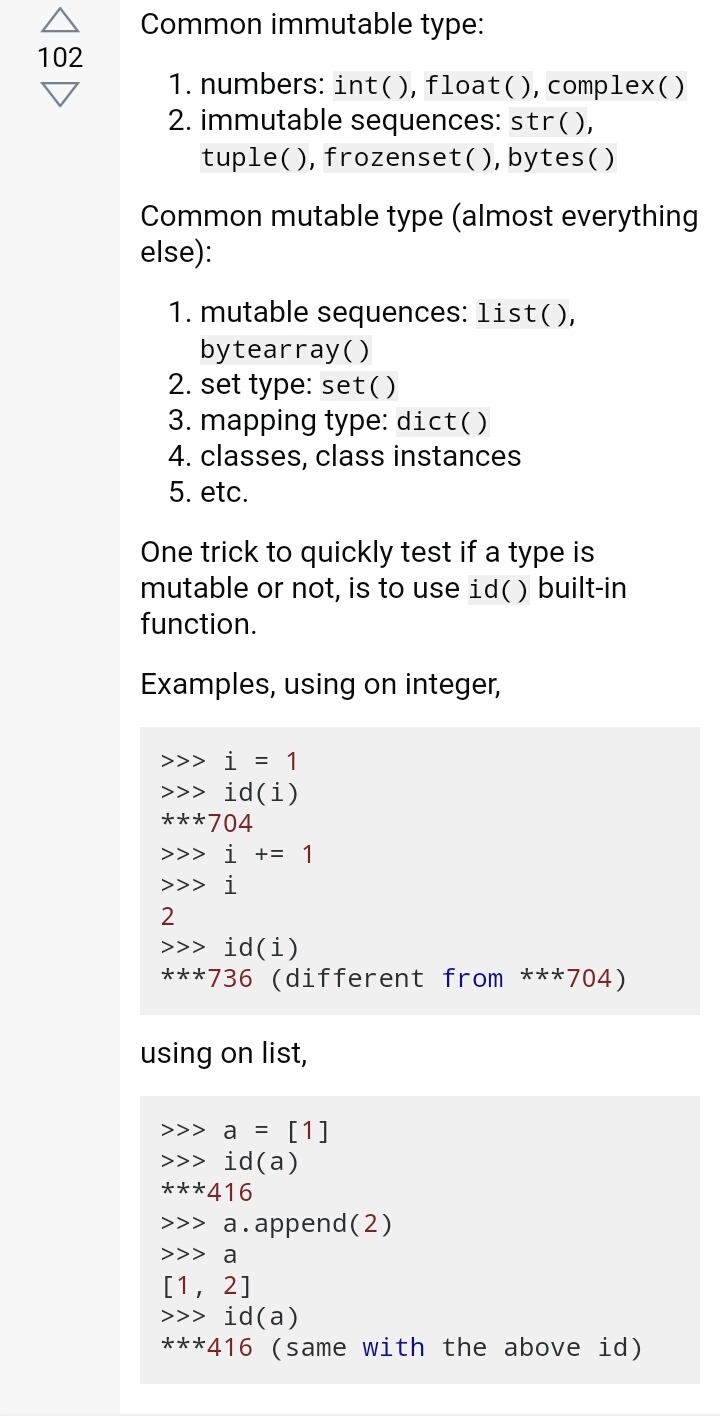 102
Common immutable type:
1. numbers: int(), float(), complex()
2. immutable sequences: str(),
tuple(), frozenset(), bytes()
Common mutable type (almost everything
else):
1. mutable sequences: list(),
bytearray()
2. set type: set()
3. mapping type: dict()
4. classes, class instances
5. etc.
One trick to quickly test if a type is
mutable or not, is to use id() built-in
function.
Examples, using on integer,
>>> i = 1
>>> id(i)
***704
>>> i += 1
>>> i
2
>>> id(i)
***736 (different from ***704)
using on list,
>>> a = [1]
>>> id(a)
***416
>>> a.append(2)
>>> a
[1, 2]
>>> id(a)
***416 (same with the above id)